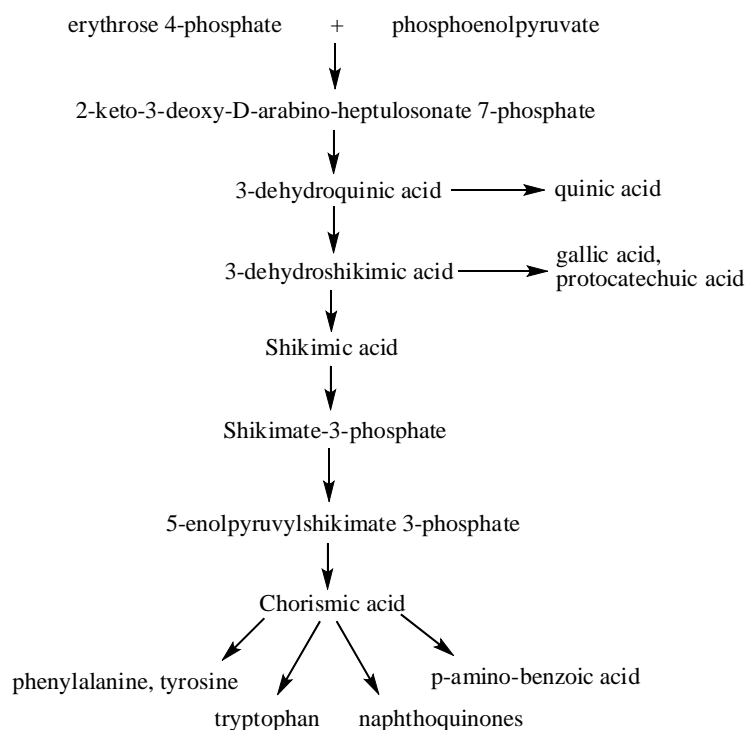 erythrose 4-phosphate + phosphoenolpyruvate
2-keto-3-deoxy-D-arabino-heptulosonate 7-phosphate
3-dehydroquinic acid quinic acid
3-dehydroshikimic acid gallic acid,
protocatechuic acid
Shikimic acid
Shikimate-3-phosphate
5-enolpyruvylshikimate 3-phosphate
Chorismic acid
phenylalanine, tyrosine p-amino-benzoic acid
tryptophan naphthoquinones